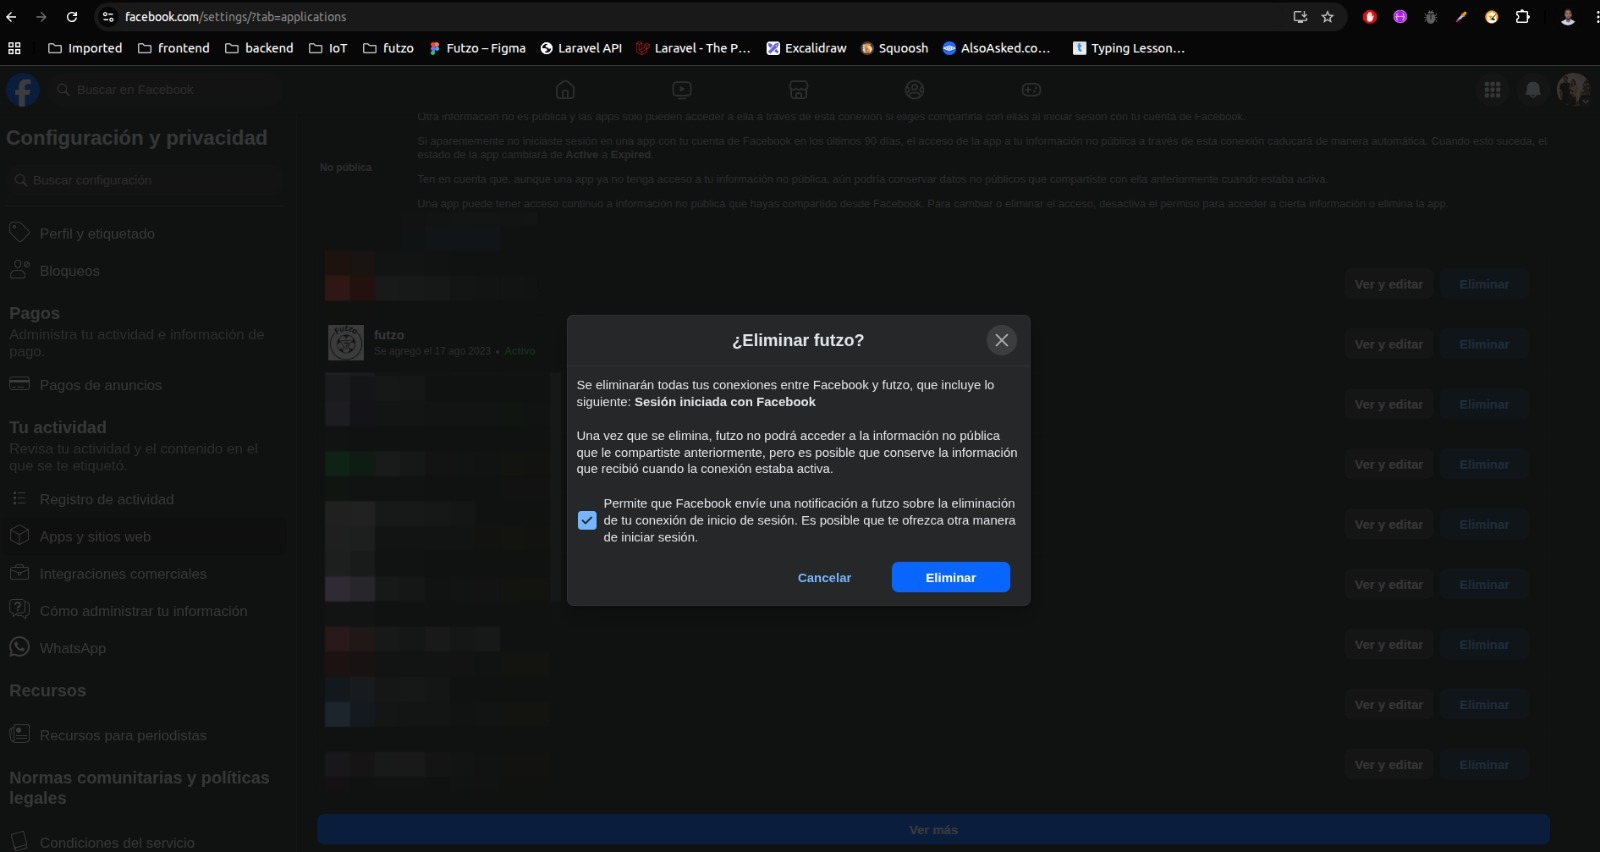 facebook.com/settings/?tab=applications
Imported
frontend
backend
IoT
futzo
Futzo – Figma
Laravel API
Laravel - The P...
Excalidraw
Squoosh
AlsoAsked.co...
Typing Lesson...
Buscar en Facebook
Configuración y privacidad
Buscar configuración
Perfil y etiquetado
Bloqueos
Pagos
Administra tu actividad e información de
pago.
Pagos de anuncios
Tu actividad
Revisa tu actividad y el contenido en el
que se te etiquetó.
Registro de actividad
Apps y sitios web
Integraciones comerciales
Cómo administrar tu información
WhatsApp
Recursos
Recursos para periodistas
Normas comunitarias y políticas
legales
Condiciones del servicio
No pública
Otra información no es pública y las apps solo pueden acceder a ella a través de esta conexión si eliges compartirla con ellas al iniciar sesión con tu cuenta de Facebook.
Si aparentemente no iniciaste sesión en una app con tu cuenta de Facebook en los últimos 90 días, el acceso de la app a tu información no pública a través de esta conexión caducará de manera automática. Cuando esto suceda, el
estado de la app cambiará de Active a Expired.
Ten en cuenta que, aunque una app ya no tenga acceso a tu información no pública, aún podría conservar datos no públicos que compartiste con ella anteriormente cuando estaba activa.
Una app puede tener acceso continuo a información no pública que hayas compartido desde Facebook. Para cambiar o eliminar el acceso, desactiva el permiso para acceder a cierta información o elimina la app.
Ver y editar Eliminar
Futzo
futzo
Se agregó el 17 ago 2023 • Activo
Ver y editar Eliminar
Ver y editar Eliminar
Ver y editar Eliminar
Ver y editar Eliminar
Ver y editar Eliminar
Ver y editar Eliminar
Ver y editar Eliminar
Ver y editar Eliminar
Ver más
¿Eliminar futzo?
Se eliminarán todas tus conexiones entre Facebook y futzo, que incluye lo
siguiente: Sesión iniciada con Facebook
Una vez que se elimina, futzo no podrá acceder a la información no pública
que le compartiste anteriormente, pero es posible que conserve la información
que recibió cuando la conexión estaba activa.
Permite que Facebook envíe una notificación a futzo sobre la eliminación
de tu conexión de inicio de sesión. Es posible que te ofrezca otra manera
de iniciar sesión.
Cancelar
Eliminar